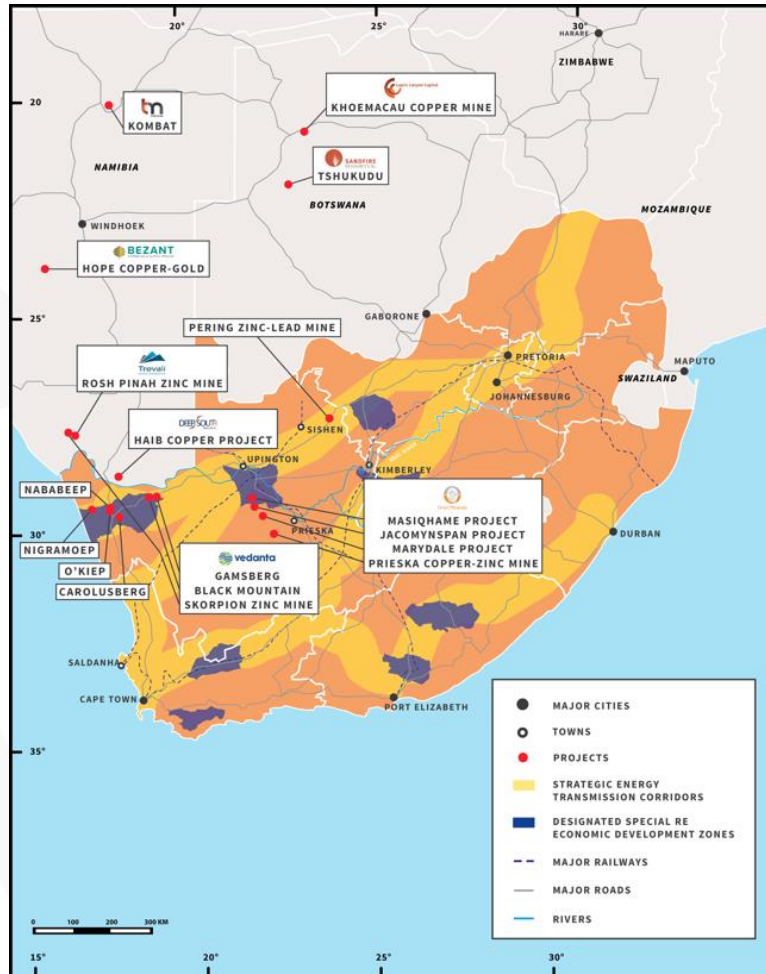 20°
25°
30°
HARARE
ZIMBABWE
20
KHOEMACAU COPPER MINE
tm
KOMBAT
SANDFIRE
TSHUKUDU
NAMIBIA
BOTSWANA
MOZAMBIQUE
WINDHOEK
BEZANT
HOPE COPPER-GOLD
25°
GABORONE
PERING ZINC-LEAD MINE
PRETORIA
MAPUTO
Trevali
ROSH PINAH ZINC MINE
SWAZILAND
JOHANNESBURG
DEEP SOUTH
HAIB COPPER PROJECT
SISHEN
UPINGTON
KIMBERLEY
NABABEEP
MASIQHAME PROJECT
JACOMYNSPAN PROJECT
MARYDALE PROJECT
PRIESKA COPPER-ZINC MINE
PRIESKA
30°
DURBAN
NIGRAMOEP
O'KIEP
CAROLUSBERG
vedanta
GAMSBERG
BLACK MOUNTAIN
SKORPION ZINC MINE
SALDANHA
CAPE TOWN
PORT ELIZABETH
35°
MAJOR CITIES
TOWNS
PROJECTS
STRATEGIC ENERGY
TRANSMISSION CORRIDORS
DESIGNATED SPECIAL RE
ECONOMIC DEVELOPMENT ZONES
MAJOR RAILWAYS
MAJOR ROADS
RIVERS
0 100 200 300 KM
15°
20°
25°
30°